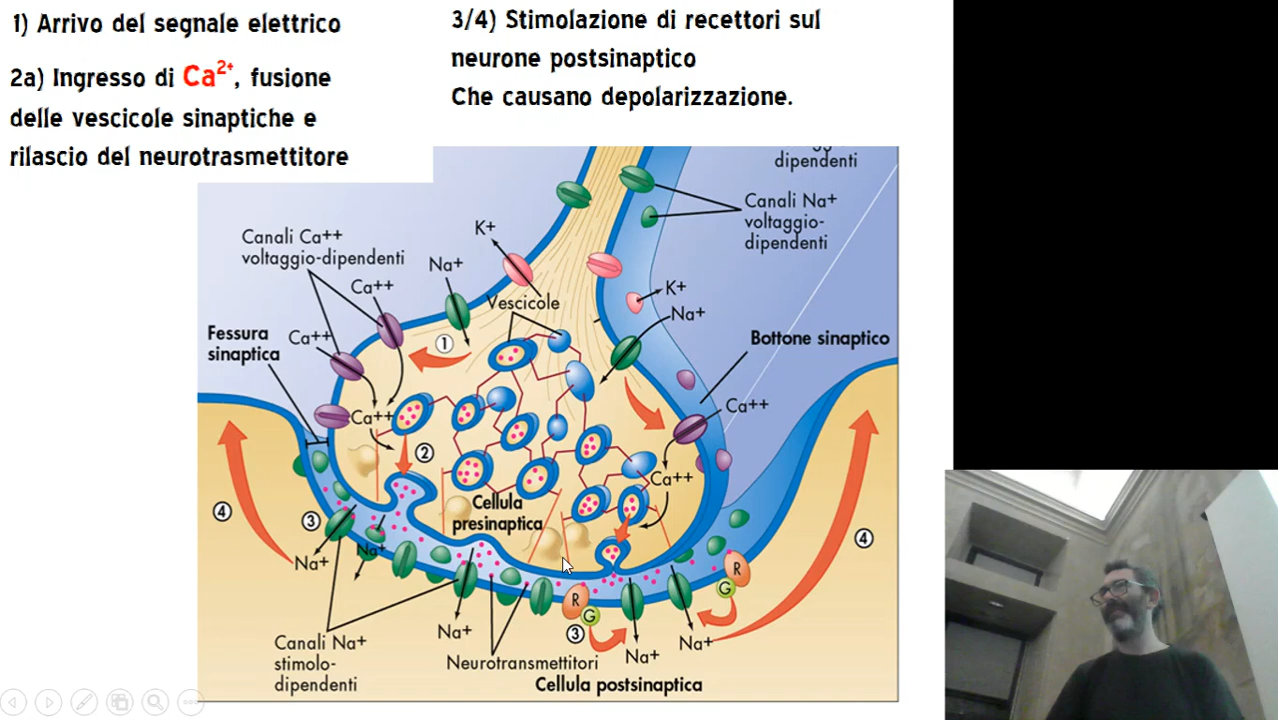 1) Arrivo del segnale elettrico
2a) Ingresso di Ca2+, fusione
delle vescicole sinaptiche e
rilascio del neurotrasmettitore
3/4) Stimolazione di recettori sul
neurone postsinaptico
Che causano depolarizzazione.
dipendenti
Canali Na+
voltaggio-
dipendenti
Canali Ca++
voltaggio-dipendenti
K+
Na+
Ca++
Vescicole
K+
Na+
Fessura
sinaptica
Ca++
1
Bottone sinaptico
Ca++
Ca++
2
Ca++
Cellula
presinaptica
4
3
4
Na+
Na+
R
G
R
G
3
Na+
Na+
Na+
Canali Na+
stimolo-
dipendenti
Neurotransmettitori
Cellula postsinaptica